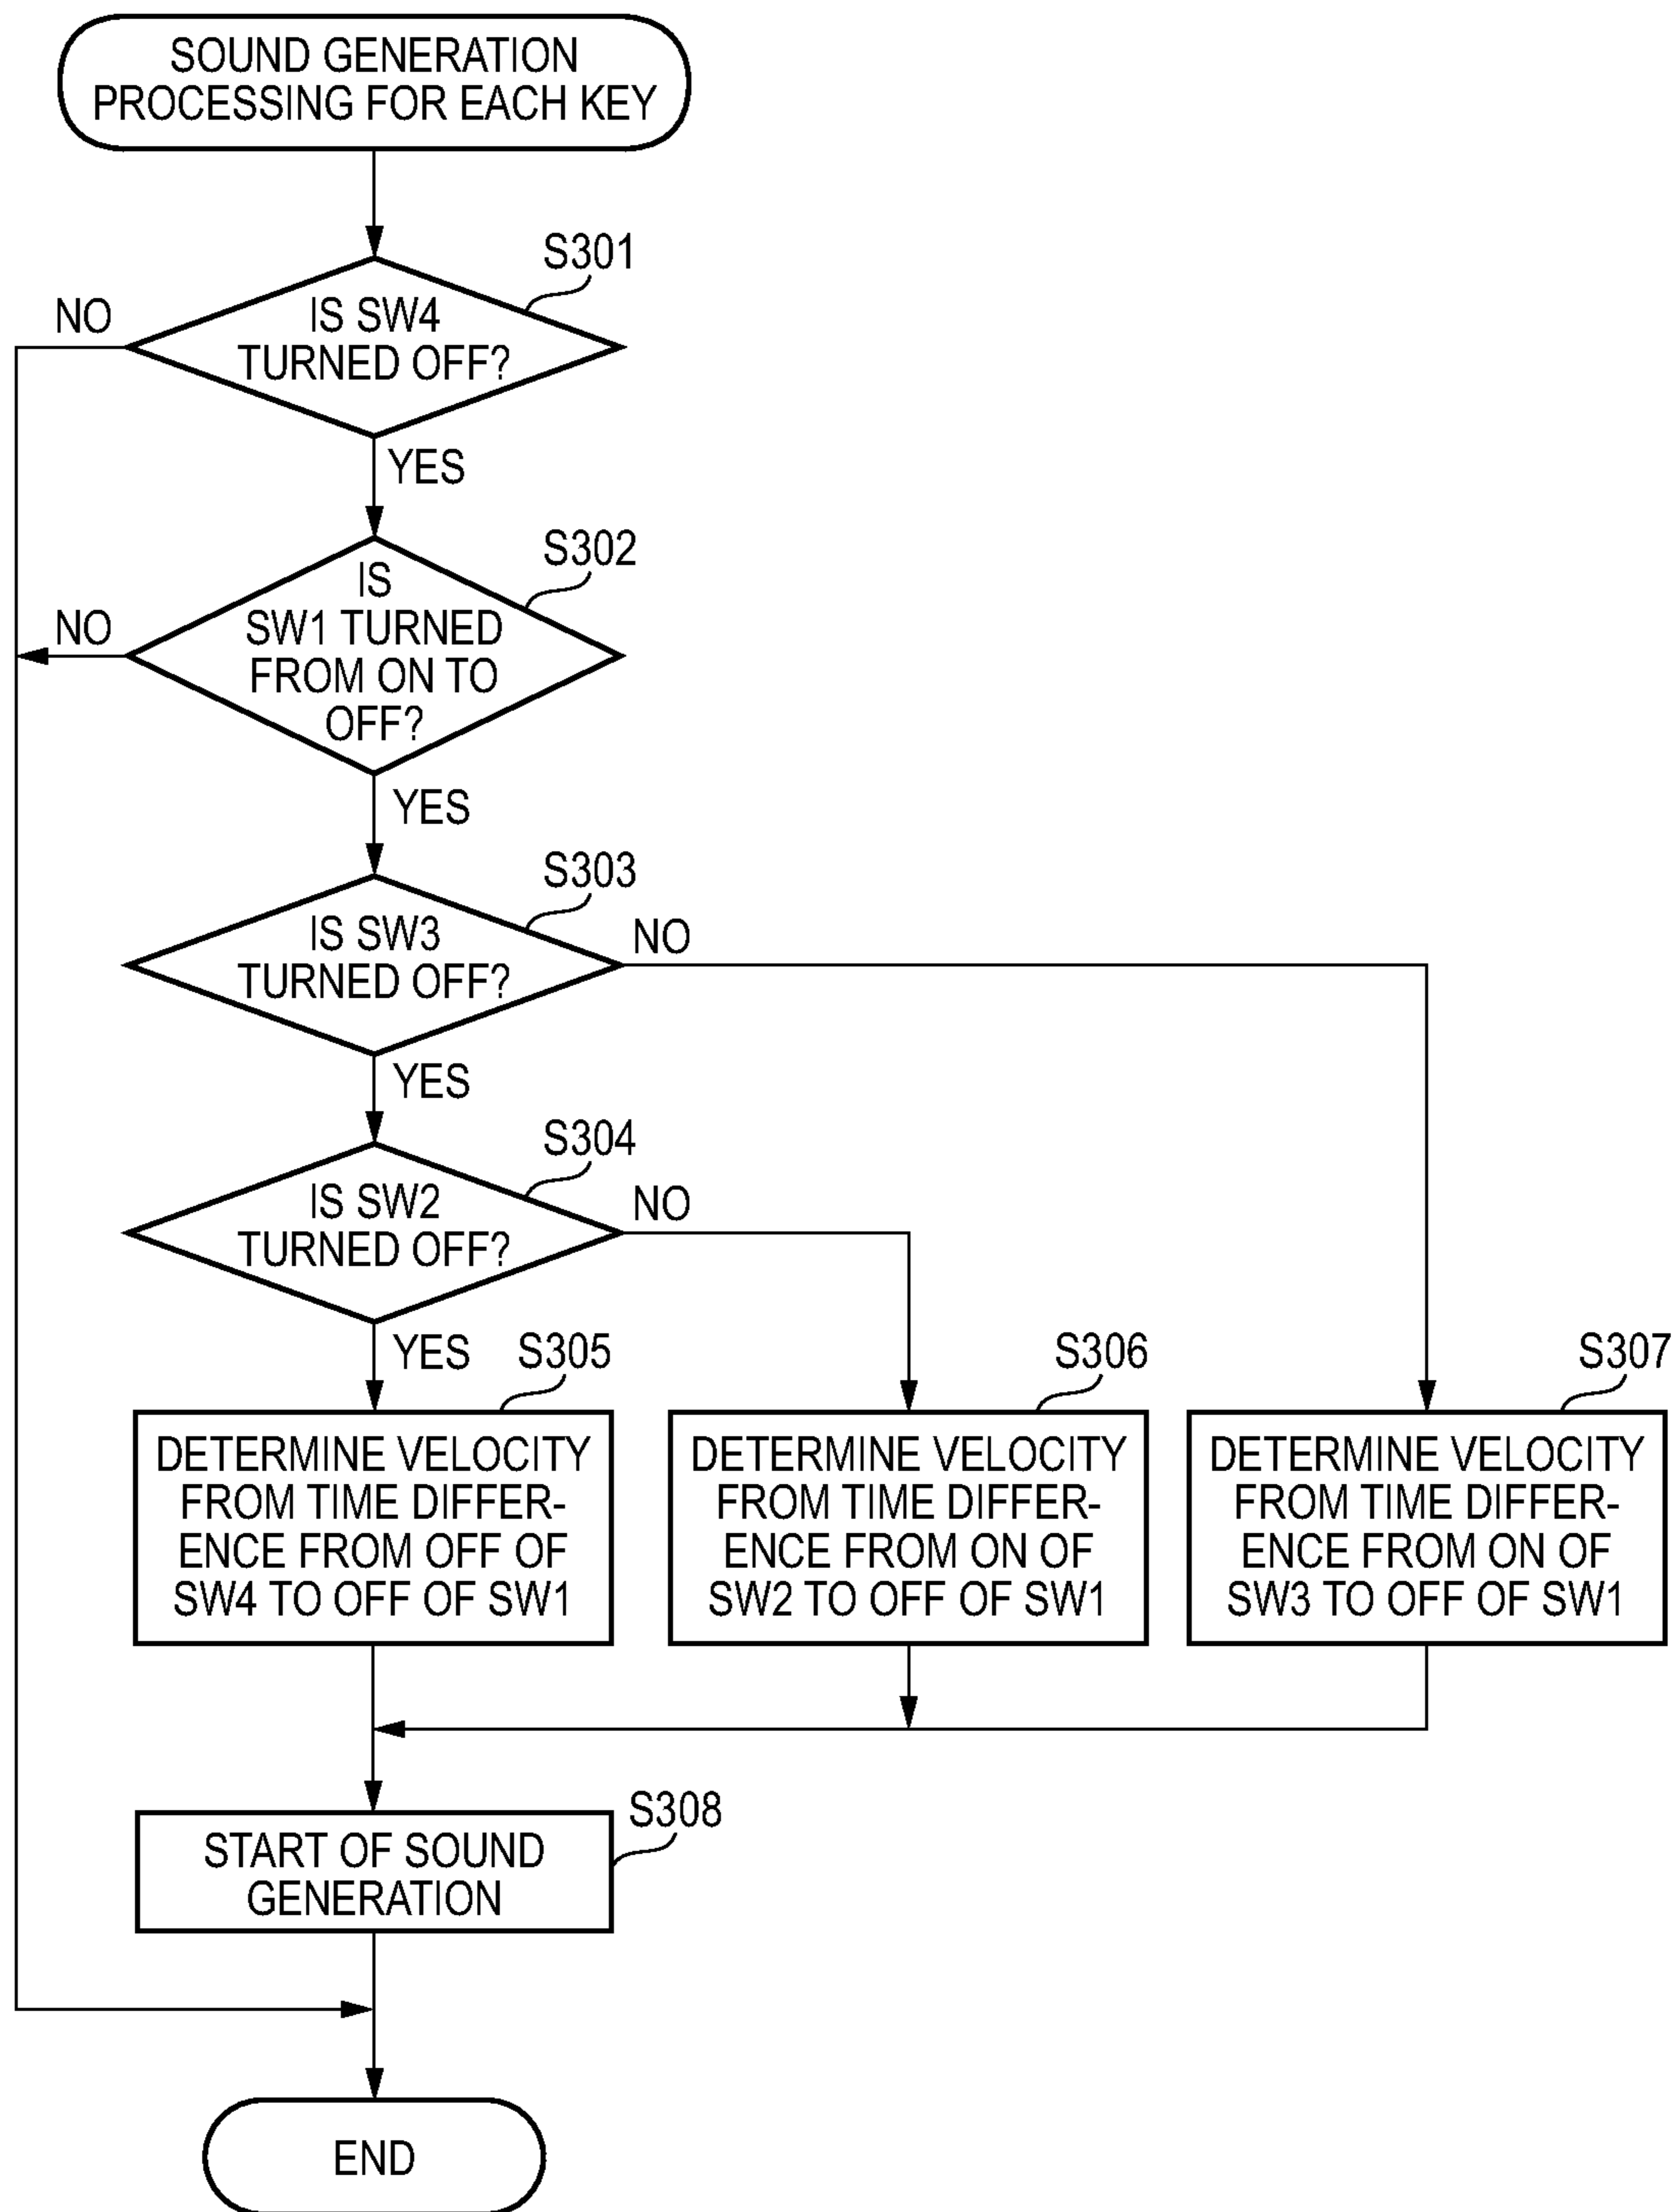 SOUND GENERATION
PROCESSING FOR EACH KEY
S301
NO
IS SW4
TURNED OFF?
YES
S302
NO
IS
SW1 TURNED
FROM ON TO
OFF?
YES
S303
IS SW3
TURNED OFF?
NO
YES
S304
IS SW2
TURNED OFF?
NO
YES
S305
DETERMINE VELOCITY
FROM TIME DIFFER-
ENCE FROM OFF OF
SW4 TO OFF OF SW1
S306
DETERMINE VELOCITY
FROM TIME DIFFER-
ENCE FROM ON OF
SW2 TO OFF OF SW1
S307
DETERMINE VELOCITY
FROM TIME DIFFER-
ENCE FROM ON OF
SW3 TO OFF OF SW1
S308
START OF SOUND
GENERATION
END